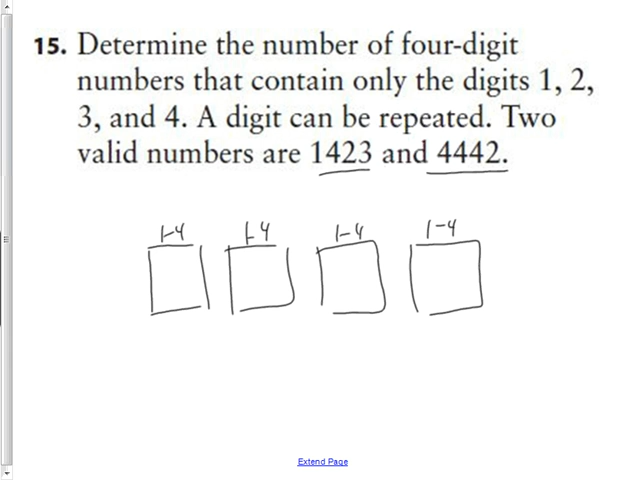 15. Determine the number of four-digit
numbers that contain only the digits 1, 2,
3, and 4. A digit can be repeated. Two
valid numbers are 1423 and 4442.
1-4 1-4 1-4 1-4
Extend Page